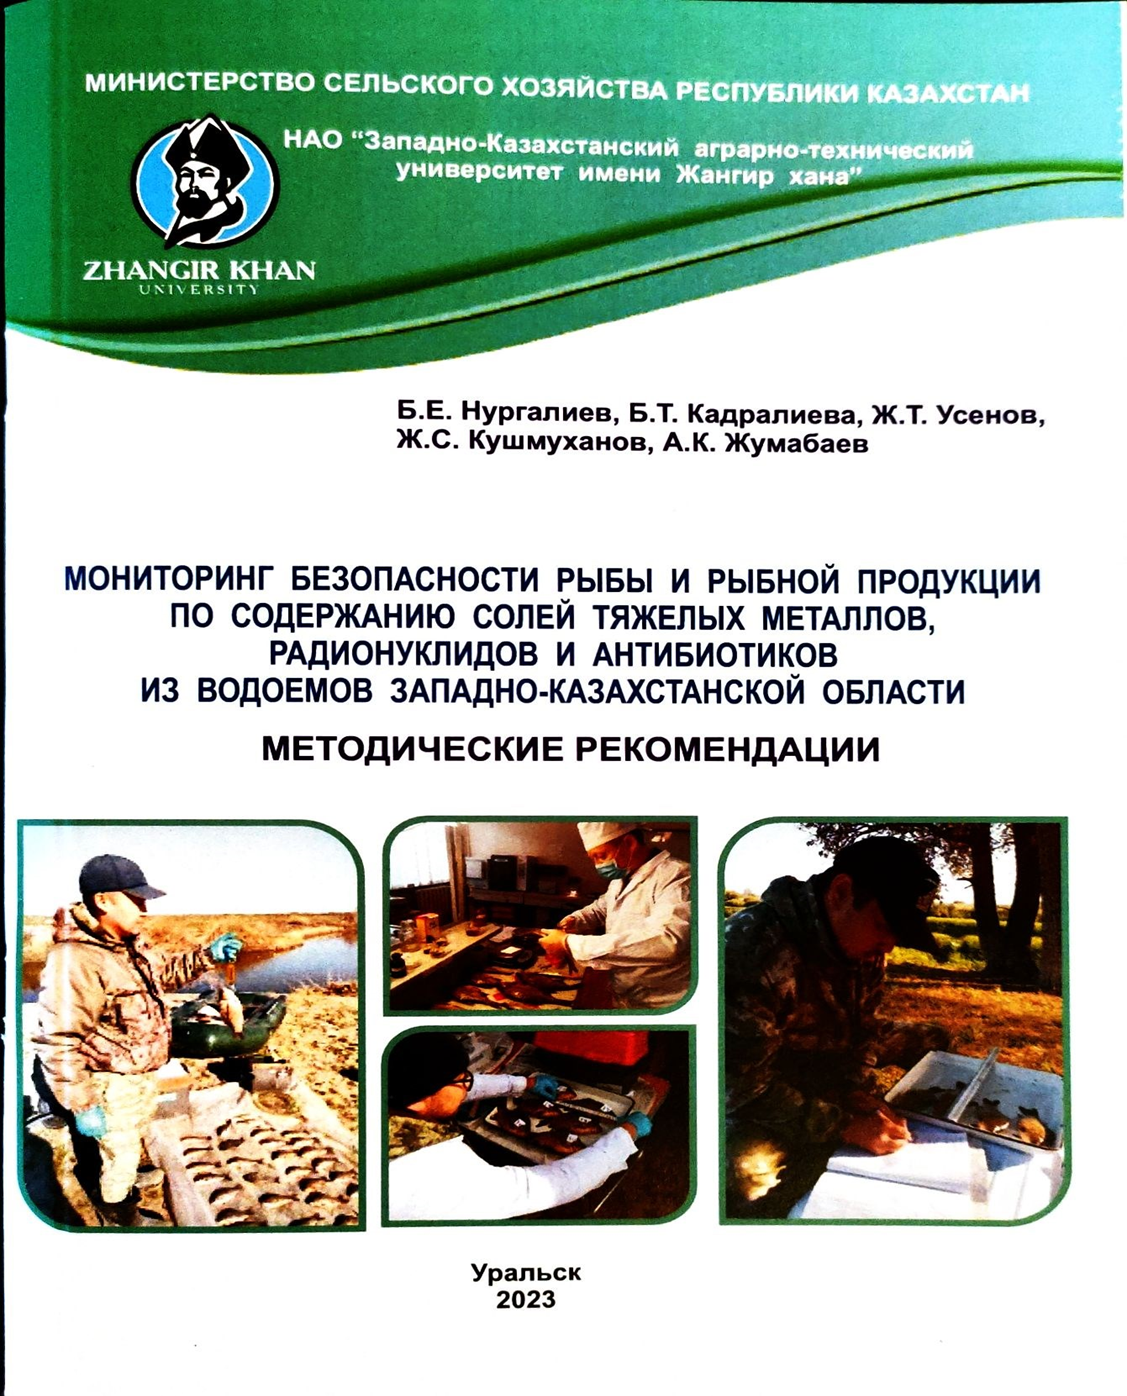 МИНИСТЕРСТВО СЕЛЬСКОГО ХОЗЯЙСТВА РЕСПУБЛИКИ КАЗАХСТАН
НАО “Западно-Казахстанский аграрно-технический
университет имени Жангир хана”
ZHANGIR KHAN
UNIVERSITY
Б.Е. Нургалиев, Б.Т. Кадралиева, Ж.Т. Усенов,
Ж.С. Кушмуханов, А.К. Жумабаев
МОНИТОРИНГ БЕЗОПАСНОСТИ РЫБЫ И РЫБНОЙ ПРОДУКЦИИ
ПО СОДЕРЖАНИЮ СОЛЕЙ ТЯЖЕЛЫХ МЕТАЛЛОВ,
РАДИОНУКЛИДОВ И АНТИБИОТИКОВ
ИЗ ВОДОЕМОВ ЗАПАДНО-КАЗАХСТАНСКОЙ ОБЛАСТИ
МЕТОДИЧЕСКИЕ РЕКОМЕНДАЦИИ
Уральск
2023